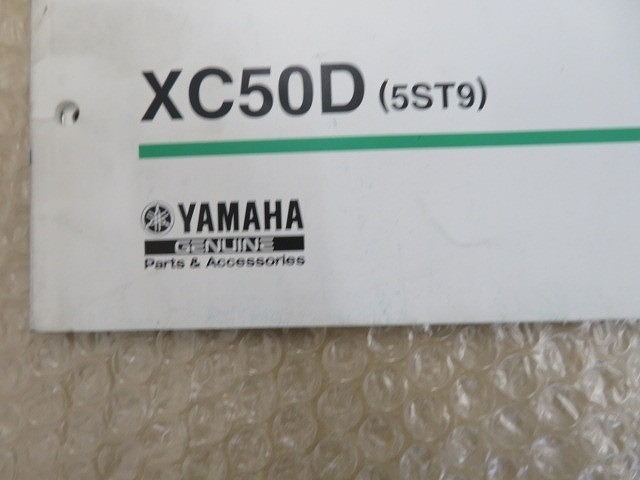 XC50D (5ST9)
YAMAHA
GENUINE
Parts & Accessories